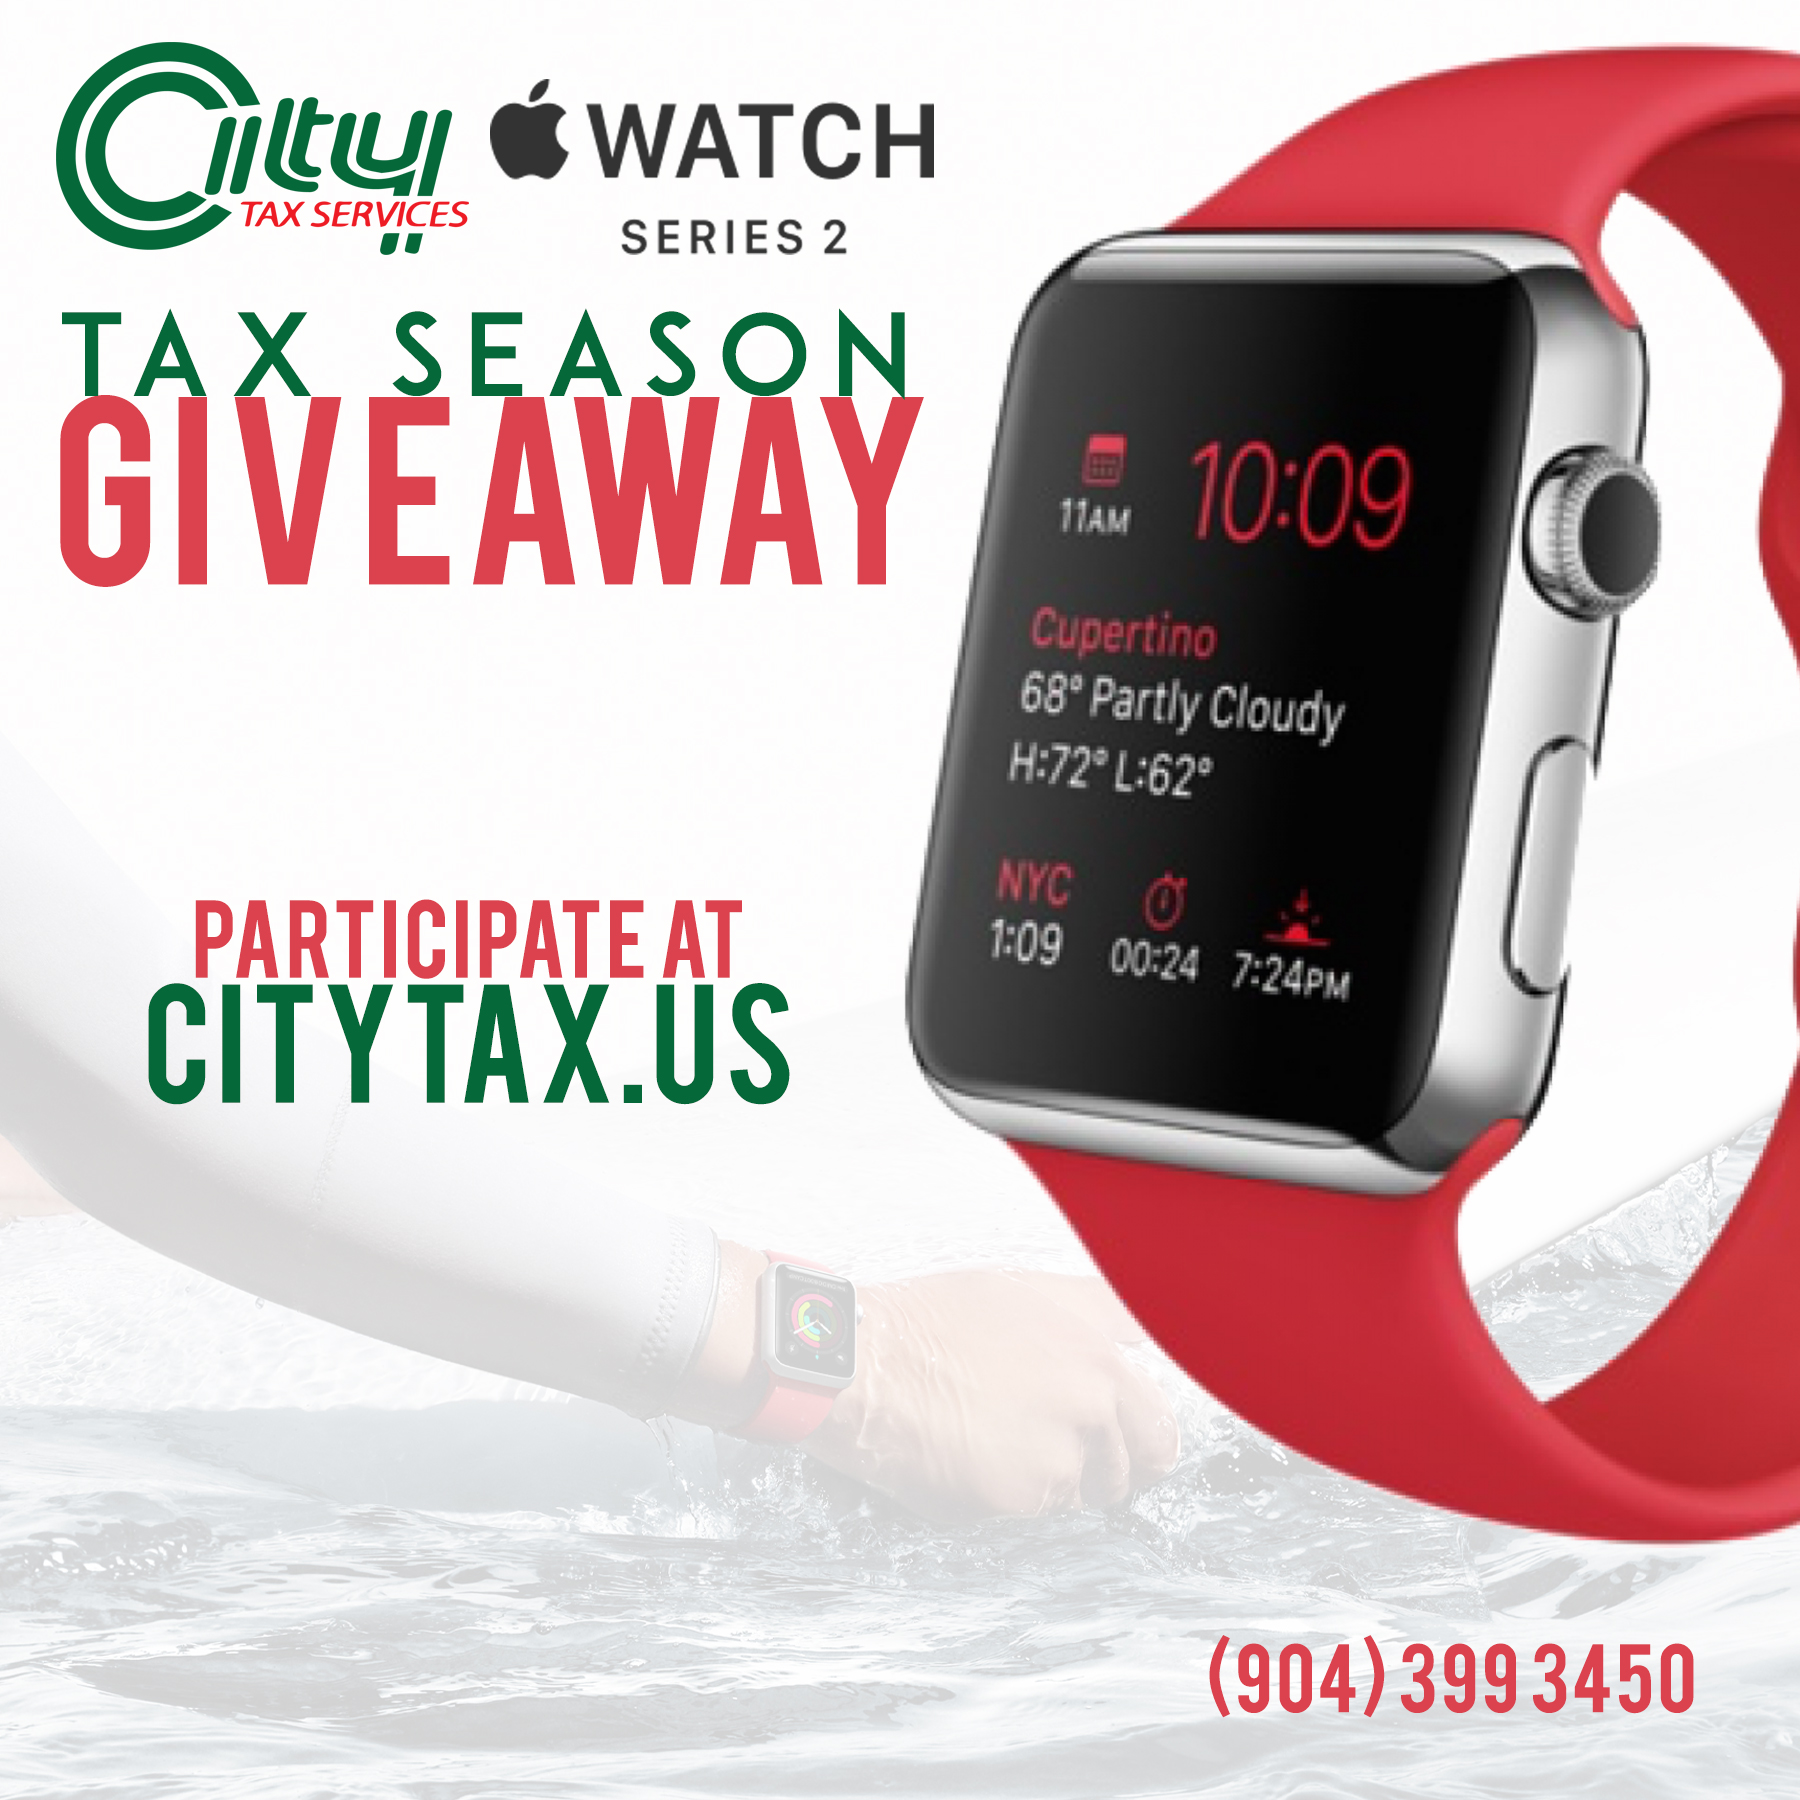 City
TAX SERVICES
WATCH
SERIES 2
TAX SEASON
GIVEAWAY
11AM
10:09
Cupertino
68° Partly Cloudy
H:72° L:62°
NYC
1:09
00:24
7:24PM
PARTICIPATE AT
CITYTAX.US
(904) 399 3450